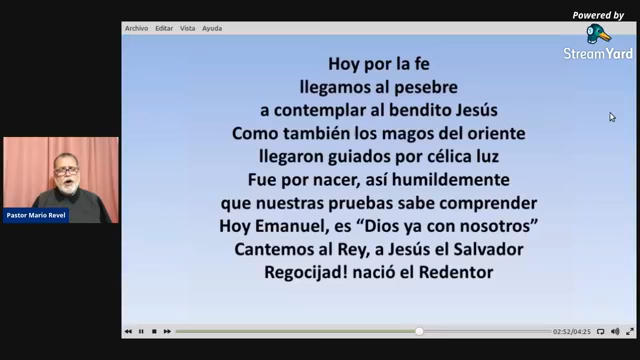 Powered by
StreamYard
Archivo Editar Vista Ayuda
Hoy por la fe
llegamos al pesebre
a contemplar al bendito Jesús
Como también los magos del oriente
llegaron guiados por célica luz
Fue por nacer, así humildemente
que nuestras pruebas sabe comprender
Hoy Emanuel, es “Dios ya con nosotros”
Cantemos al Rey, a Jesús el Salvador
Regocijad! nació el Redentor
Pastor Mario Revel
02:52/04:25